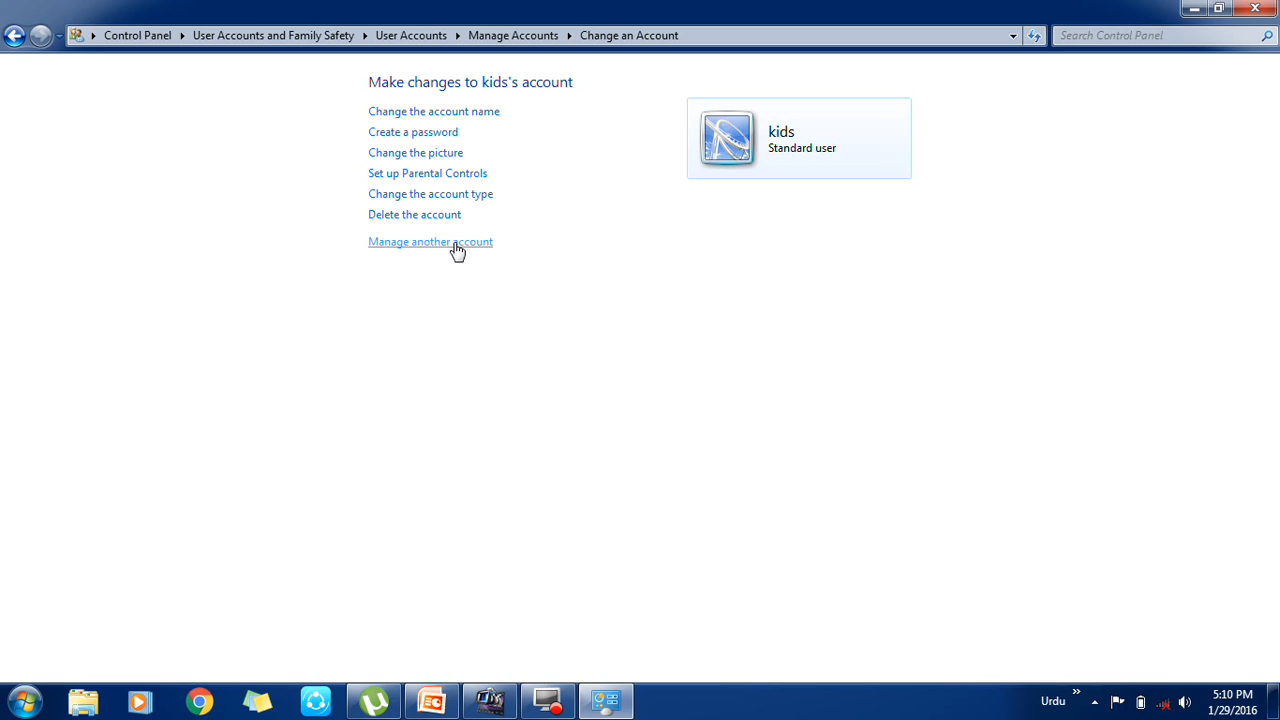 Control Panel User Accounts and Family Safety User Accounts Manage Accounts Change an Account
Search Control Panel
Make changes to kids's account
Change the account name
Create a password
Change the picture
Set up Parental Controls
Change the account type
Delete the account
Manage another account
kids
Standard user
Urdu
5:10 PM
1/29/2016